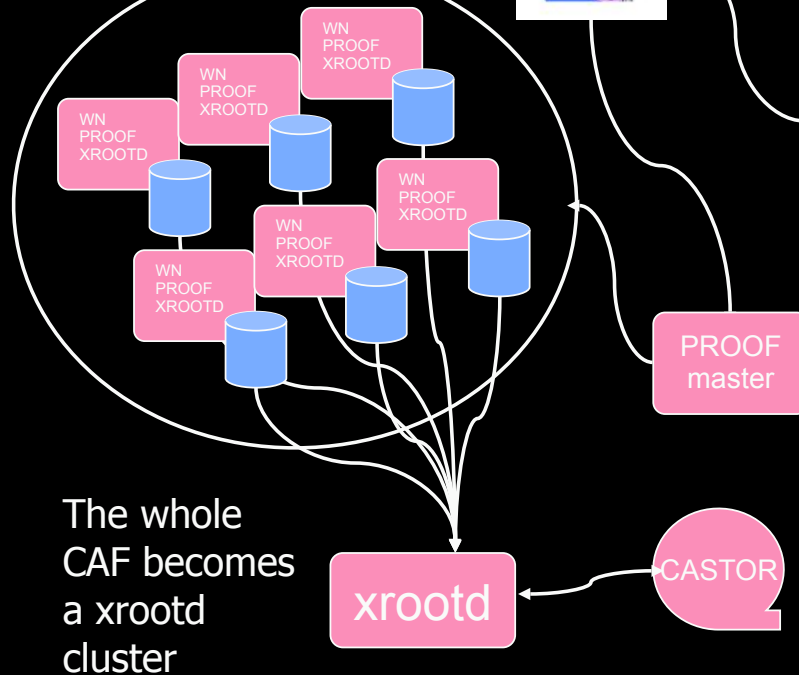 WN
PROOF
XROOTD
WN
PROOF
XROOTD
WN
PROOF
XROOTD
WN
PROOF
XROOTD
WN
PROOF
XROOTD
WN
PROOF
XROOTD
PROOF
master
The whole
CAF becomes
a xrootd
cluster
xrootd
CASTOR